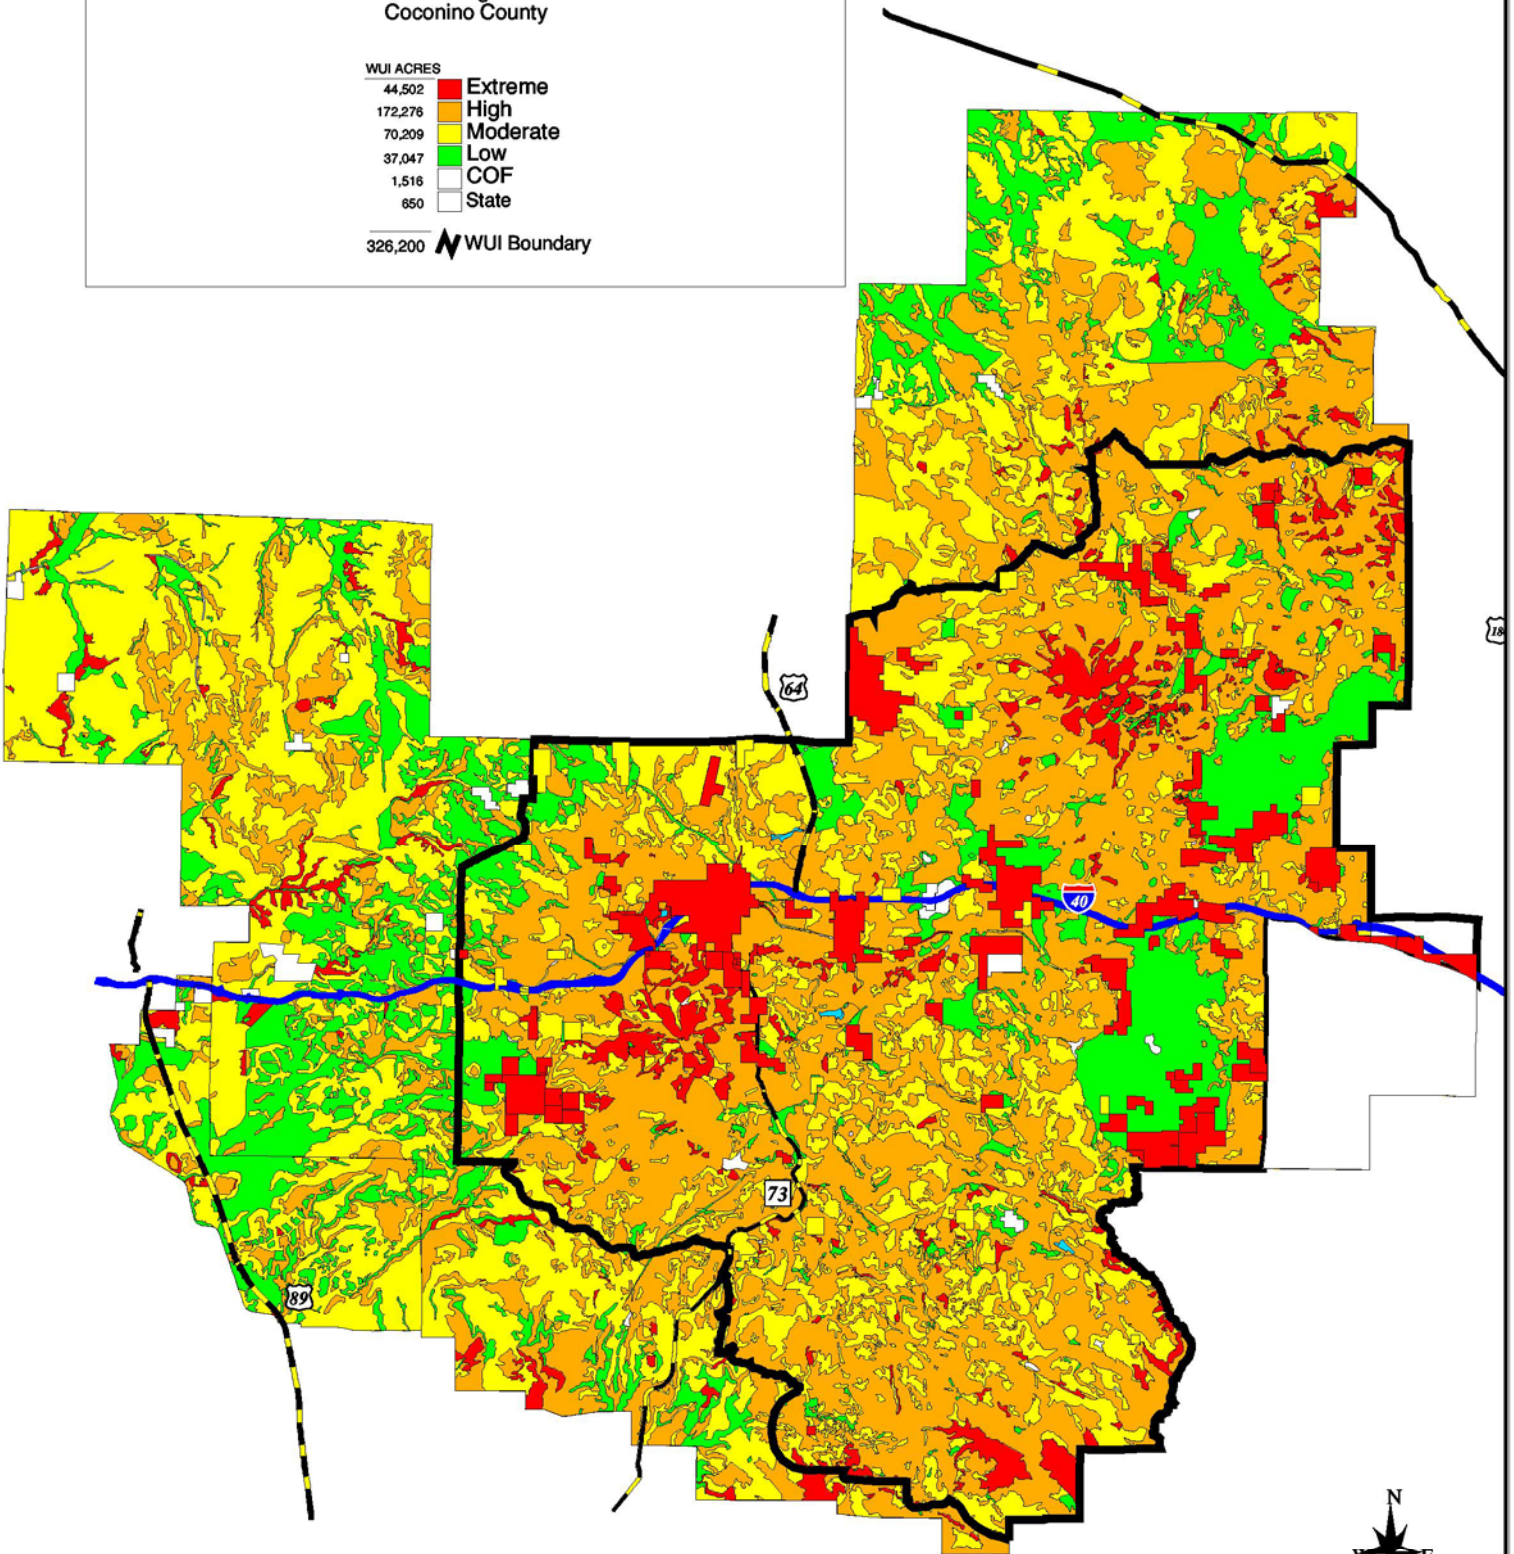 Coconino County
WUI ACRES
44,502 Extreme
172,276 High
70,209 Moderate
37,047 Low
1,516 COF
650 State
326,200 WUI Boundary
18
64
40
73
89
N
W E